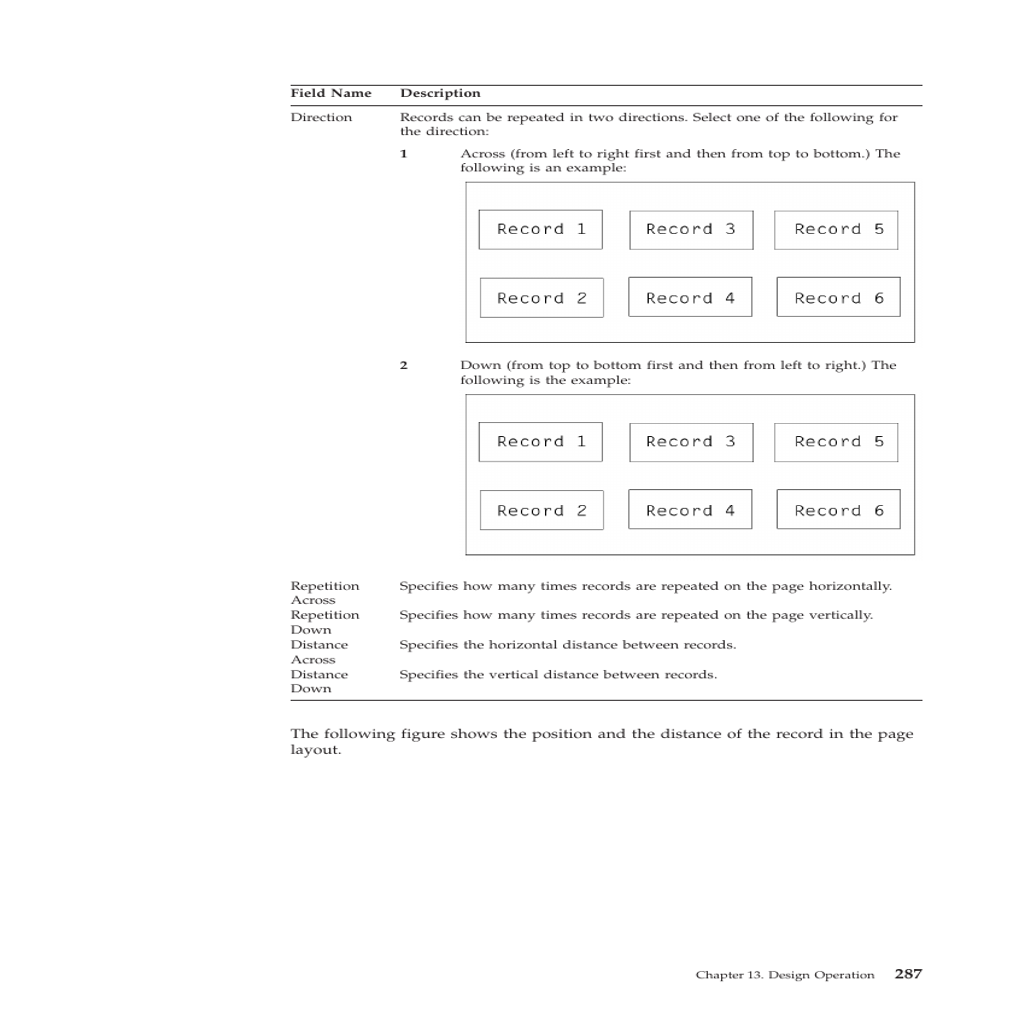 Field Name Description
Direction Records can be repeated in two directions. Select one of the following for
the direction:
1 Across (from left to right first and then from top to bottom.) The
following is an example:
Record 1 Record 3 Record 5
Record 2 Record 4 Record 6
2 Down (from top to bottom first and then from left to right.) The
following is the example:
Record 1 Record 3 Record 5
Record 2 Record 4 Record 6
Repetition Specifies how many times records are repeated on the page horizontally.
Across
Repetition Specifies how many times records are repeated on the page vertically.
Down
Distance Specifies the horizontal distance between records.
Across
Distance Specifies the vertical distance between records.
Down
The following figure shows the position and the distance of the record in the page
layout.
Chapter 13. Design Operation 287